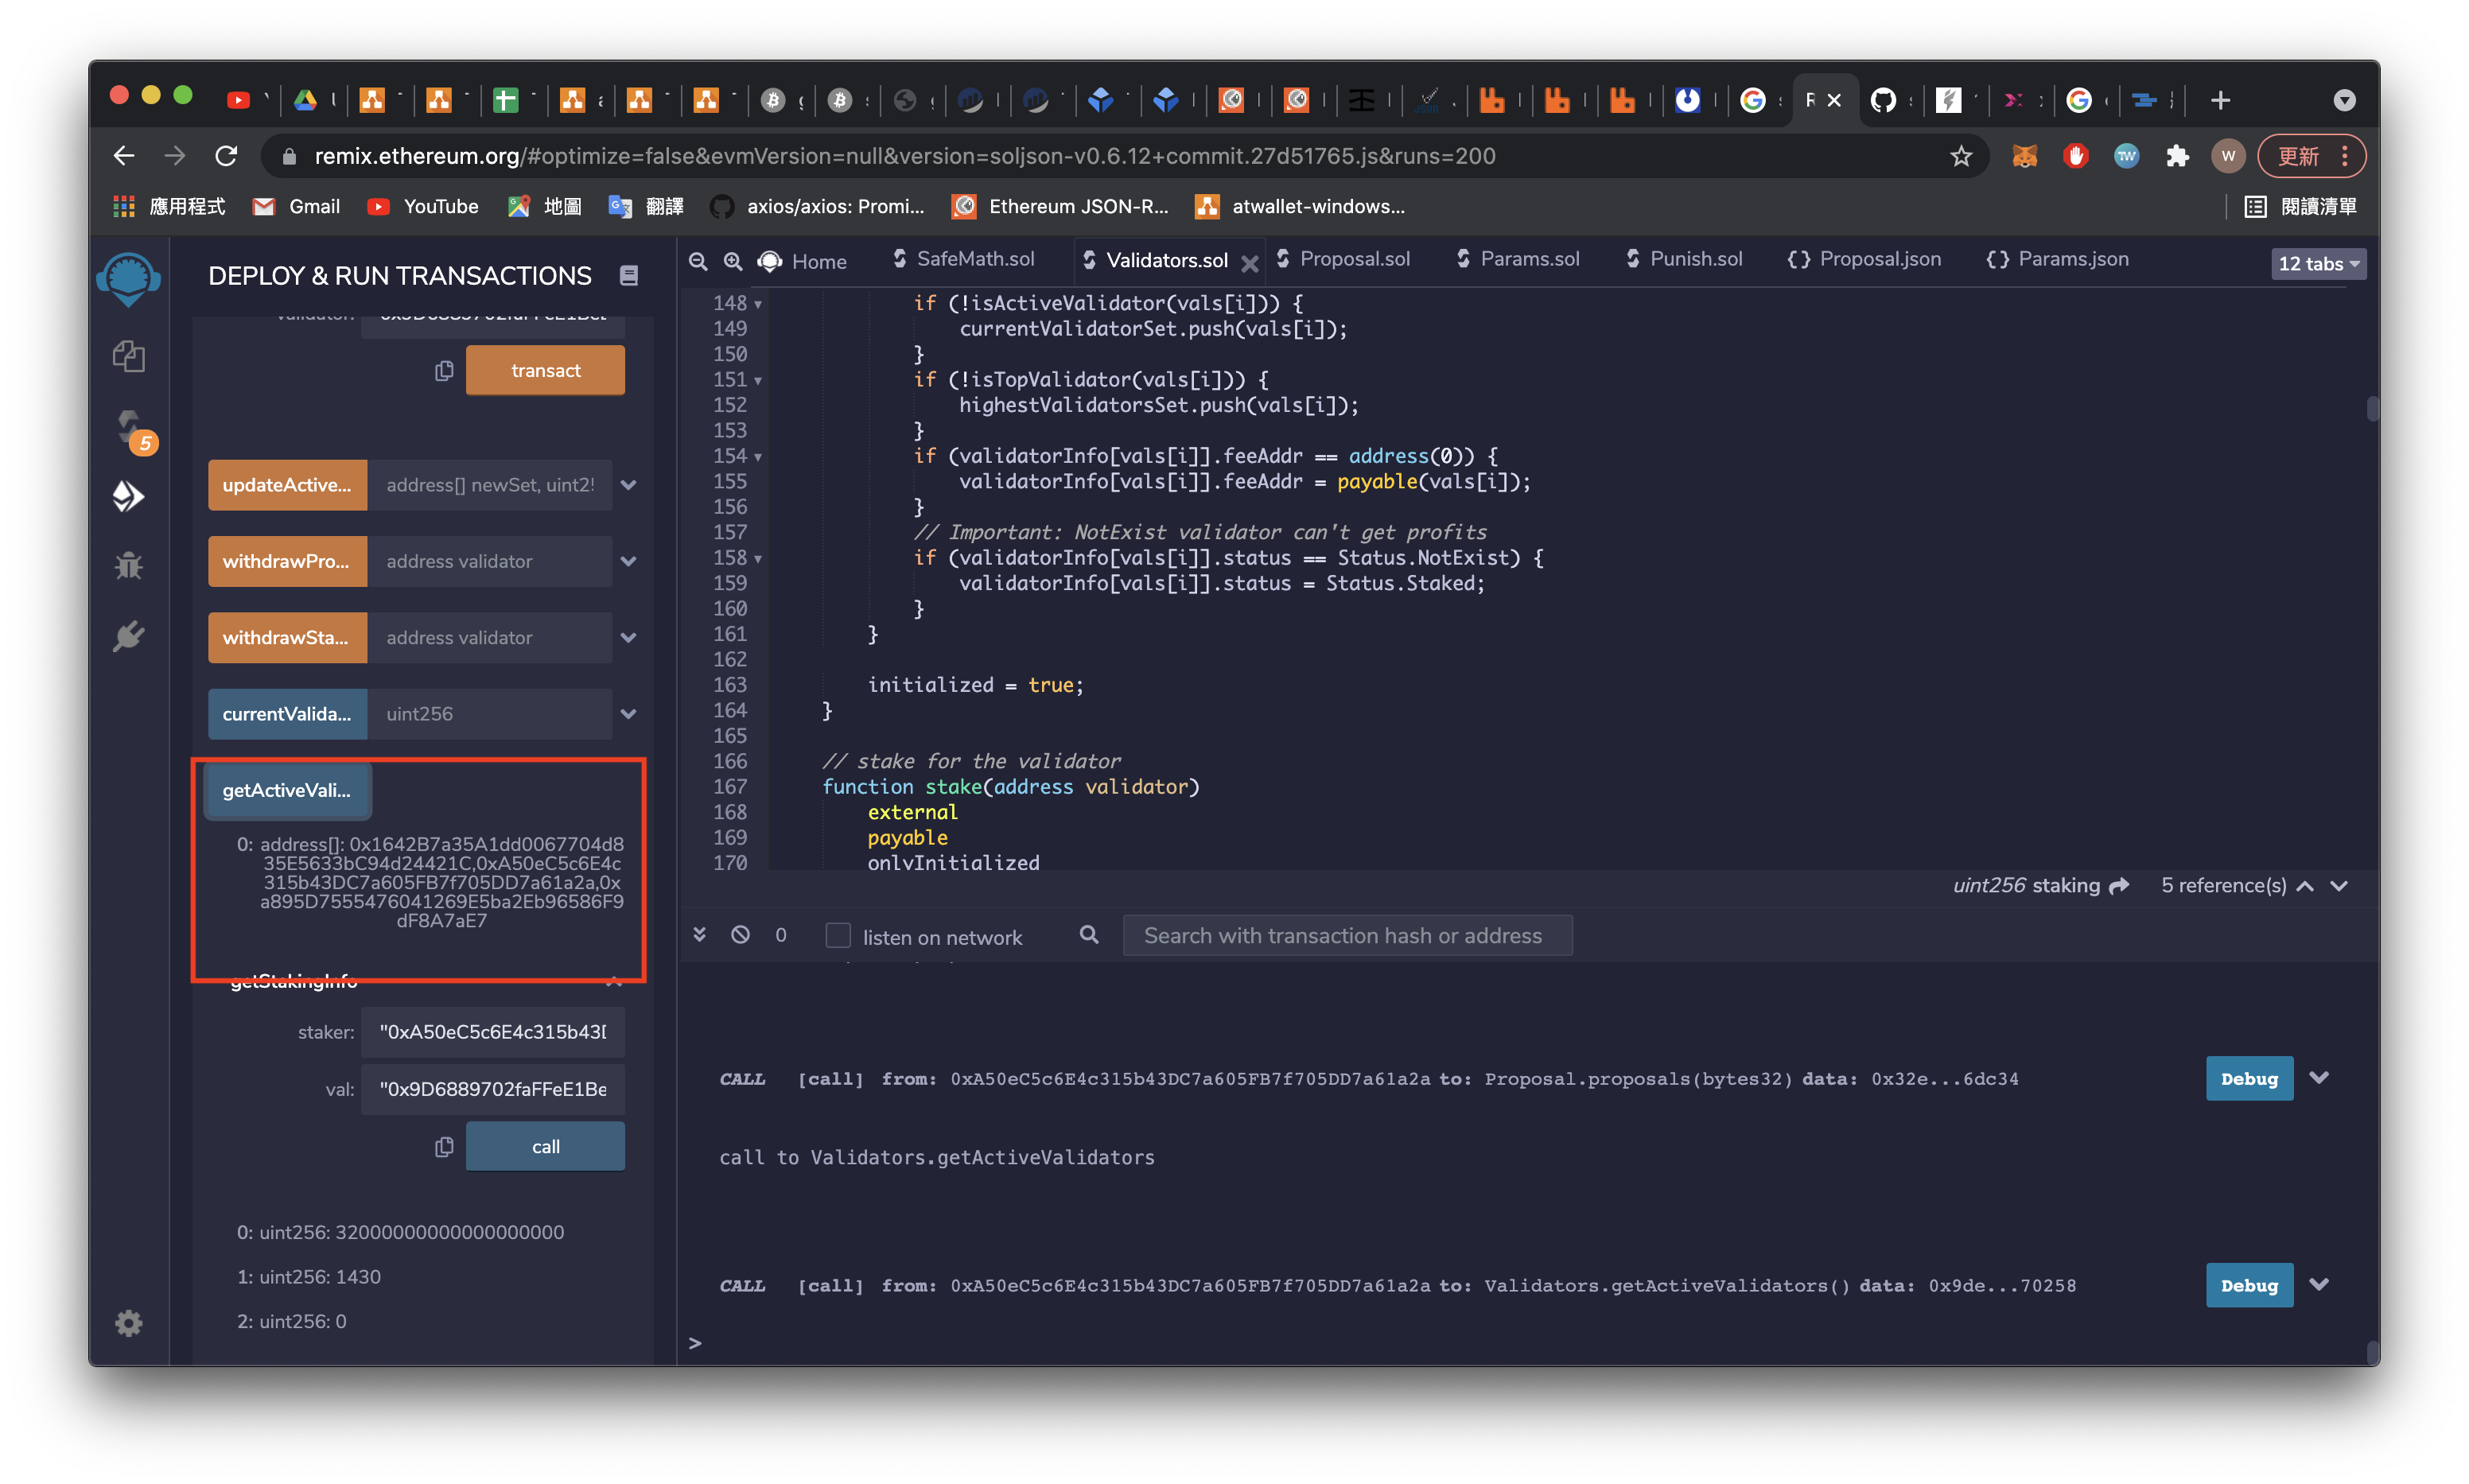 remix.ethereum.org/#optimize=false&evmVersion=null&version=soljson-v0.6.12+commit.27d51765.js&runs=200
W
更新
應用程式
Gmail
YouTube
地圖
翻譯
axios/axios: Promi...
Ethereum JSON-R...
atwallet-windows...
閱讀清單
DEPLOY & RUN TRANSACTIONS
transact
5
updateActive...
address[] newSet, uint2
withdrawPro...
address validator
withdrawSta...
address validator
currentValida...
uint256
getActiveVali...
0: address[]: 0x1642B7a35A1dd0067704d8
35E5633bC94d24421C,0xA50eC5c6E4c
315b43DC7a605FB7f705DD7a61a2a,0x
a895D7555476041269E5ba2Eb96586F9
dF8A7aE7
getStakingInfo
staker:
"0xA50eC5c6E4c315b43D
val:
"0x9D6889702faFFeE1Be
call
0: uint256: 32000000000000000000
1: uint256: 1430
2: uint256: 0
Home
SafeMath.sol
Validators.sol
Proposal.sol
Params.sol
Punish.sol
Proposal.json
Params.json
12 tabs
148 if (!isActiveValidator(vals[i])) {
149 currentValidatorSet.push(vals[i]);
150 }
151 if (!isTopValidator(vals[i])) {
152 highestValidatorsSet.push(vals[i]);
153 }
154 if (validatorInfo[vals[i]].feeAddr == address(0)) {
155 validatorInfo[vals[i]].feeAddr = payable(vals[i]);
156 }
157 // Important: NotExist validator can't get profits
158 if (validatorInfo[vals[i]].status == Status.NotExist) {
159 validatorInfo[vals[i]].status = Status.Staked;
160 }
161 }
162
163 initialized = true;
164 }
165
166 // stake for the validator
167 function stake(address validator)
168 external
169 payable
170 onlyInitialized
uint256 staking
5 reference(s)
0
listen on network
Search with transaction hash or address
CALL [call] from: 0xA50eC5c6E4c315b43DC7a605FB7f705DD7a61a2a to: Proposal.proposals(bytes32) data: 0x32e...6dc34
Debug
call to Validators.getActiveValidators
CALL [call] from: 0xA50eC5c6E4c315b43DC7a605FB7f705DD7a61a2a to: Validators.getActiveValidators() data: 0x9de...70258
Debug
>